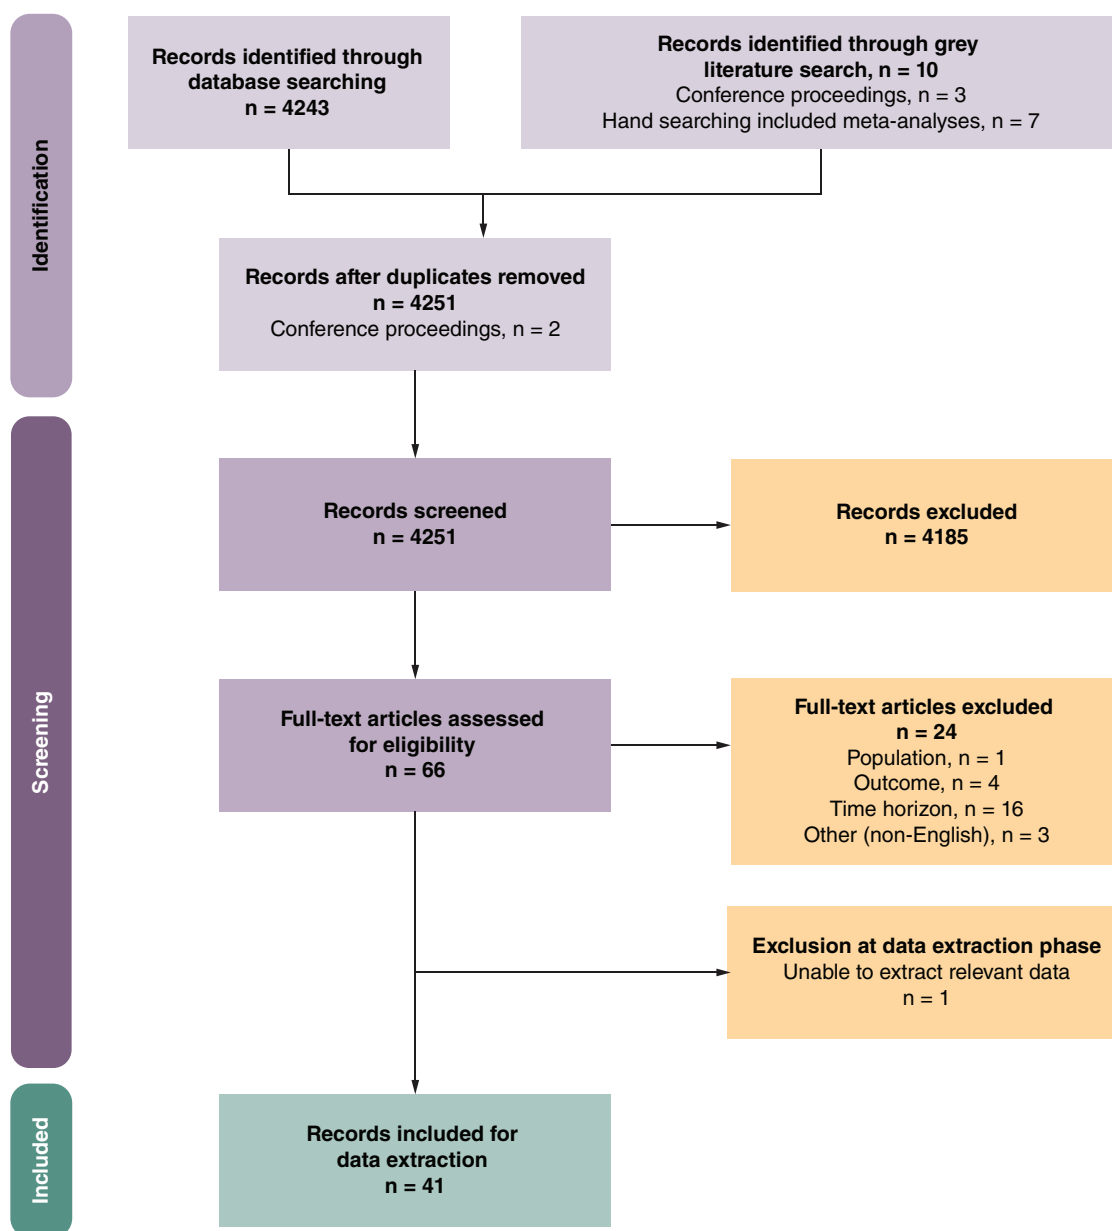 Identification
Records identified through
database searching
n = 4243
Records identified through grey
literature search, n = 10
Conference proceedings, n = 3
Hand searching included meta-analyses, n = 7
Records after duplicates removed
n = 4251
Conference proceedings, n = 2
Screening
Records screened
n = 4251
Records excluded
n = 4185
Full-text articles assessed
for eligibility
n = 66
Full-text articles excluded
n = 24
Population, n = 1
Outcome, n = 4
Time horizon, n = 16
Other (non-English), n = 3
Exclusion at data extraction phase
Unable to extract relevant data
n = 1
Included
Records included for
data extraction
n = 41